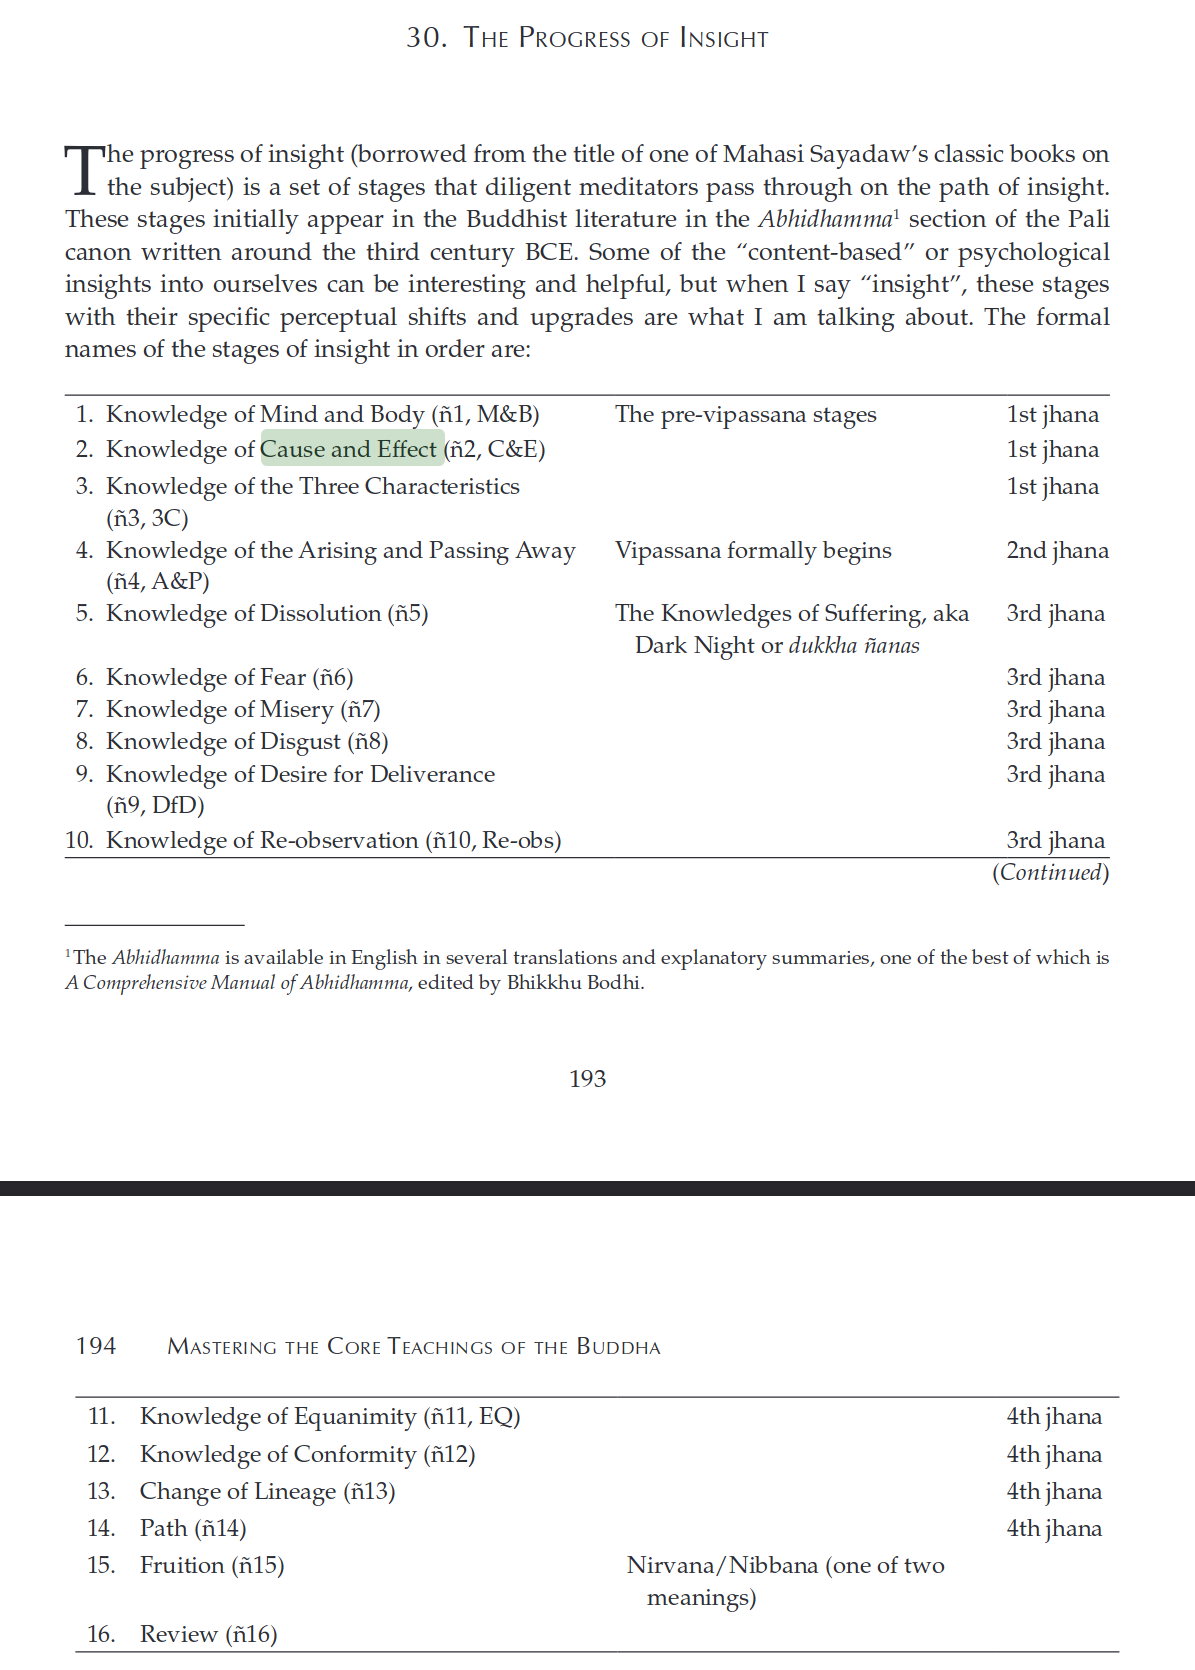 30. The Progress of Insight
The progress of insight (borrowed from the title of one of Mahasi Sayadaw’s classic books on
the subject) is a set of stages that diligent meditators pass through on the path of insight.
These stages initially appear in the Buddhist literature in the Abhidhamma¹ section of the Pali
canon written around the third century BCE. Some of the “content-based” or psychological
insights into ourselves can be interesting and helpful, but when I say “insight”, these stages
with their specific perceptual shifts and upgrades are what I am talking about. The formal
names of the stages of insight in order are:
1. Knowledge of Mind and Body (ñ1, M&B) The pre-vipassana stages 1st jhana
2. Knowledge of Cause and Effect (ñ2, C&E) 1st jhana
3. Knowledge of the Three Characteristics 1st jhana
(ñ3, 3C)
4. Knowledge of the Arising and Passing Away Vipassana formally begins 2nd jhana
(ñ4, A&P)
5. Knowledge of Dissolution (ñ5) The Knowledges of Suffering, aka 3rd jhana
Dark Night or dukkha ñanas
6. Knowledge of Fear (ñ6) 3rd jhana
7. Knowledge of Misery (ñ7) 3rd jhana
8. Knowledge of Disgust (ñ8) 3rd jhana
9. Knowledge of Desire for Deliverance 3rd jhana
(ñ9, DfD)
10. Knowledge of Re-observation (ñ10, Re-obs) 3rd jhana
(Continued)
¹ The Abhidhamma is available in English in several translations and explanatory summaries, one of the best of which is
A Comprehensive Manual of Abhidhamma, edited by Bhikkhu Bodhi.
193
194 Mastering the Core Teachings of the Buddha
11. Knowledge of Equanimity (ñ11, EQ) 4th jhana
12. Knowledge of Conformity (ñ12) 4th jhana
13. Change of Lineage (ñ13) 4th jhana
14. Path (ñ14) 4th jhana
15. Fruition (ñ15) Nirvana/Nibbana (one of two
meanings)
16. Review (ñ16)